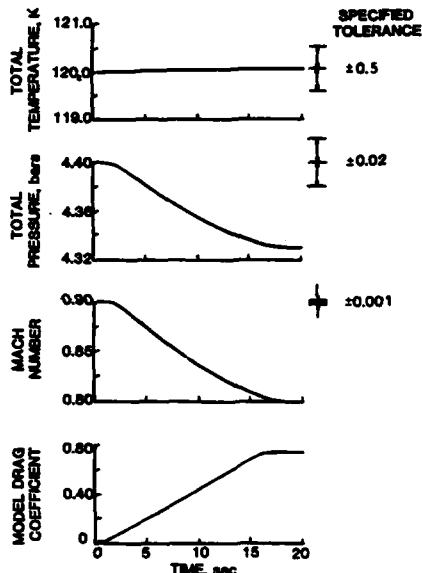 SPECIFIED
TOLERANCE
TOTAL
TEMPERATURE, K
121.0
120.0
119.0
±0.5
TOTAL
PRESSURE, bars
4.40
4.36
4.32
±0.02
MACH
NUMBER
0.90
0.85
0.80
±0.001
MODEL DRAG
COEFFICIENT
0.80
0.40
0
0 5 10 15 20
TIME, sec